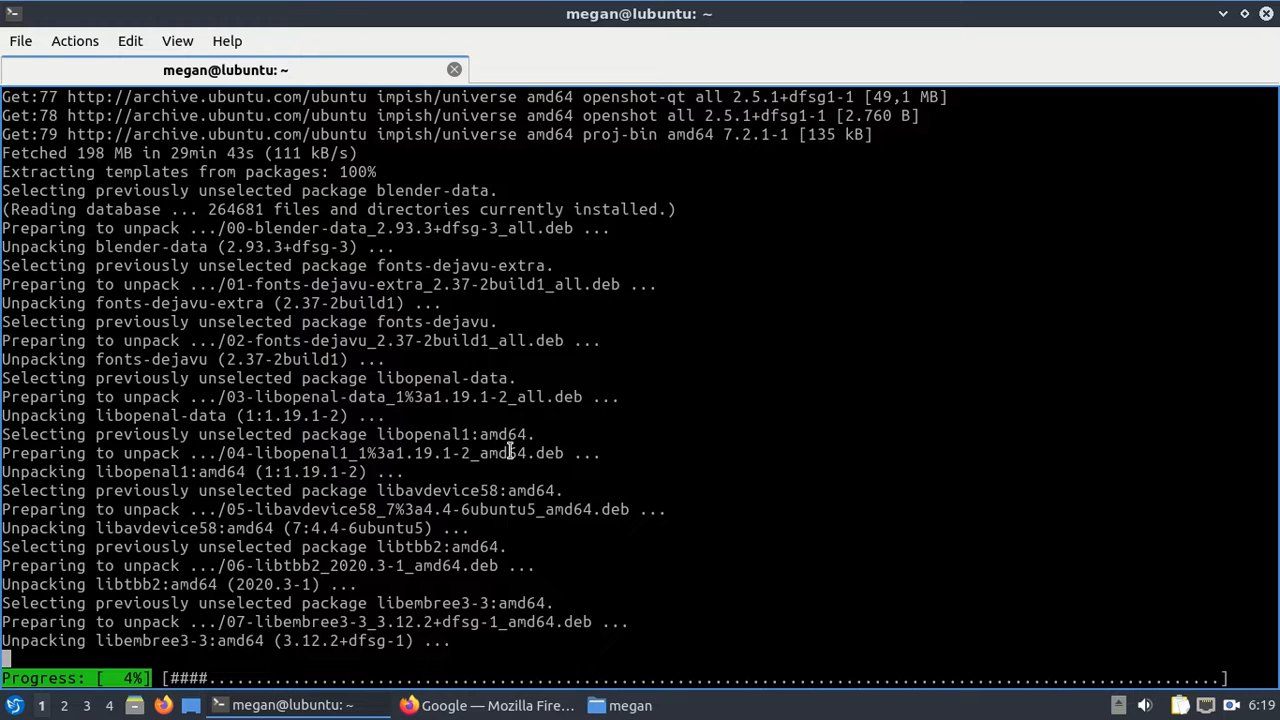 megan@lubuntu: ~
File Actions Edit View Help
megan@lubuntu: ~
Get:77 http://archive.ubuntu.com/ubuntu impish/universe amd64 openshot-qt all 2.5.1+dfsg1-1 [49,1 MB]
Get:78 http://archive.ubuntu.com/ubuntu impish/universe amd64 openshot all 2.5.1+dfsg1-1 [2.760 B]
Get:79 http://archive.ubuntu.com/ubuntu impish/universe amd64 proj-bin amd64 7.2.1-1 [135 kB]
Fetched 198 MB in 29min 43s (111 kB/s)
Extracting templates from packages: 100%
Selecting previously unselected package blender-data.
(Reading database ... 264681 files and directories currently installed.)
Preparing to unpack .../00-blender-data_2.93.3+dfsg-3_all.deb ...
Unpacking blender-data (2.93.3+dfsg-3) ...
Selecting previously unselected package fonts-dejavu-extra.
Preparing to unpack .../01-fonts-dejavu-extra_2.37-2build1_all.deb ...
Unpacking fonts-dejavu-extra (2.37-2build1) ...
Selecting previously unselected package fonts-dejavu.
Preparing to unpack .../02-fonts-dejavu_2.37-2build1_all.deb ...
Unpacking fonts-dejavu (2.37-2build1) ...
Selecting previously unselected package libopenal-data.
Preparing to unpack .../03-libopenal-data_1%3a1.19.1-2_all.deb ...
Unpacking libopenal-data (1:1.19.1-2) ...
Selecting previously unselected package libopenal1:amd64.
Preparing to unpack .../04-libopenal1_1%3a1.19.1-2_amd64.deb ...
Unpacking libopenal1:amd64 (1:1.19.1-2) ...
Selecting previously unselected package libavdevice58:amd64.
Preparing to unpack .../05-libavdevice58_7%3a4.4-6ubuntu5_amd64.deb ...
Unpacking libavdevice58:amd64 (7:4.4-6ubuntu5) ...
Selecting previously unselected package libtbb2:amd64.
Preparing to unpack .../06-libtbb2_2020.3-1_amd64.deb ...
Unpacking libtbb2:amd64 (2020.3-1) ...
Selecting previously unselected package libembree3-3:amd64.
Preparing to unpack .../07-libembree3-3_3.12.2+dfsg-1_amd64.deb ...
Unpacking libembree3-3:amd64 (3.12.2+dfsg-1) ...
Progress: [  4%] [####.............................................................................................................]
1 2 3 4 megan@lubuntu: ~ Google — Mozilla Fire... megan 6:19